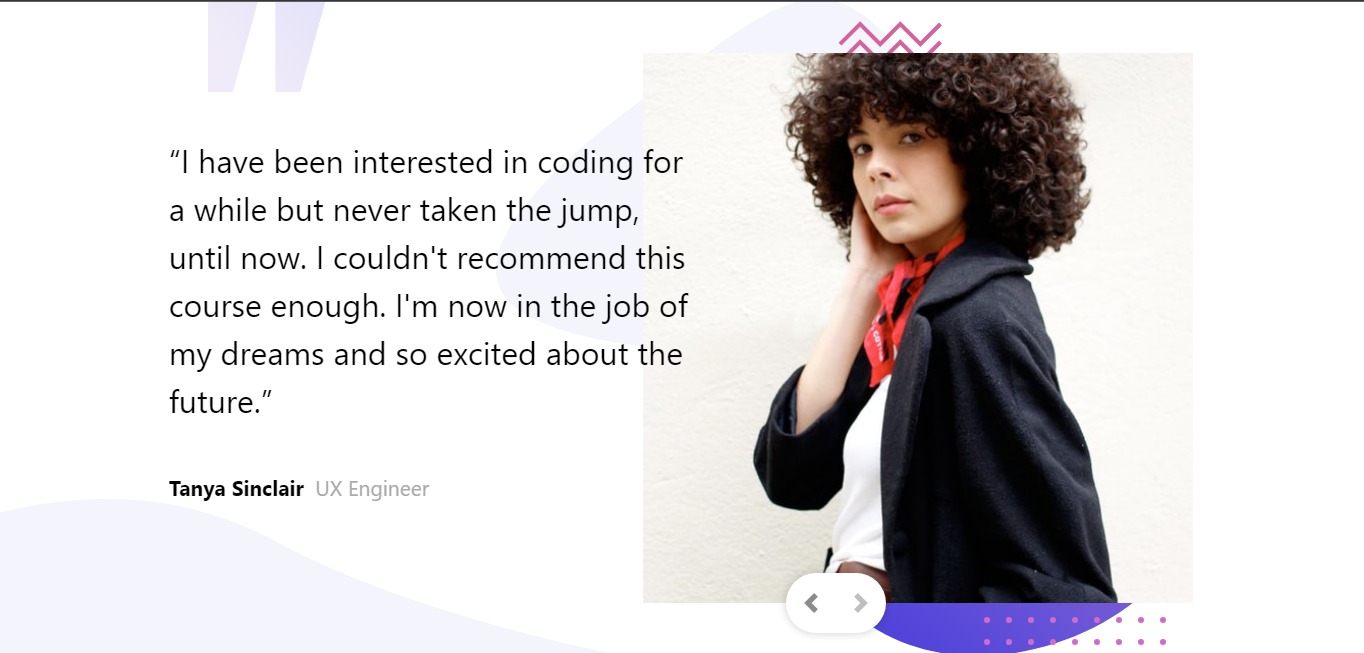 “I have been interested in coding for
a while but never taken the jump,
until now. I couldn't recommend this
course enough. I'm now in the job of
my dreams and so excited about the
future.”
Tanya Sinclair UX Engineer